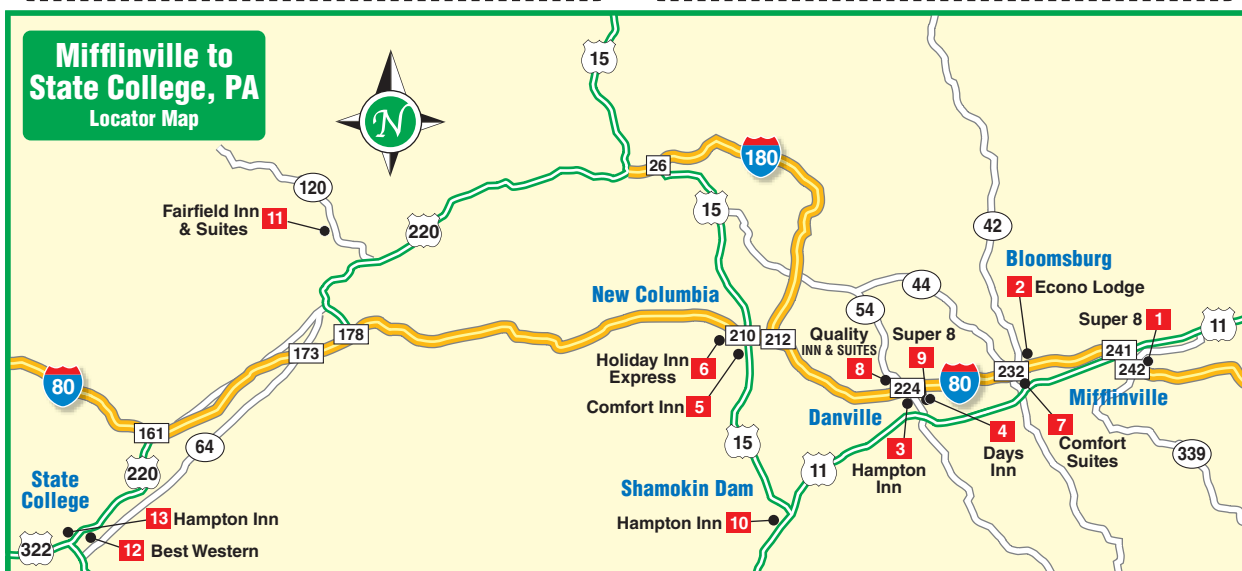 Mifflinville to
State College, PA
Locator Map
N
15
180
26
120
Fairfield Inn
& Suites
11
220
15
42
Bloomsburg
2 Econo Lodge
New Columbia
44
54
Super 8 1
11
Quality
INN & SUITES
8
Super 8
9
178
210
212
173
Holiday Inn
Express
6
241
232
242
80
224
80
Comfort Inn 5
Mifflinville
Danville
161
64
3
Hampton
Inn
4
Days
Inn
7
Comfort
Suites
220
15
339
State
College
11
Shamokin Dam
13 Hampton Inn
Hampton Inn 10
322
12 Best Western